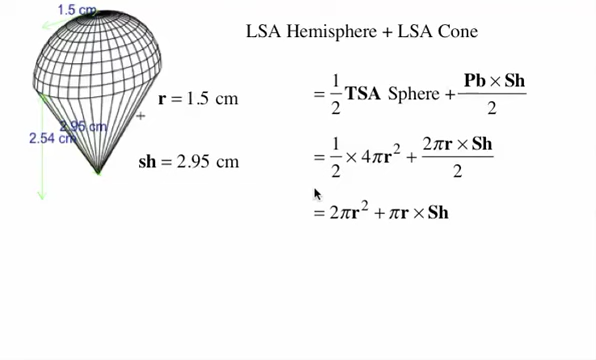 1.5 cm
LSA Hemisphere + LSA Cone
= 1/2 TSA Sphere + Pb × Sh / 2
r = 1.5 cm
2.95 cm
2.54 cm
= 1/2 × 4πr² + 2πr × Sh / 2
sh = 2.95 cm
= 2πr² + πr × Sh